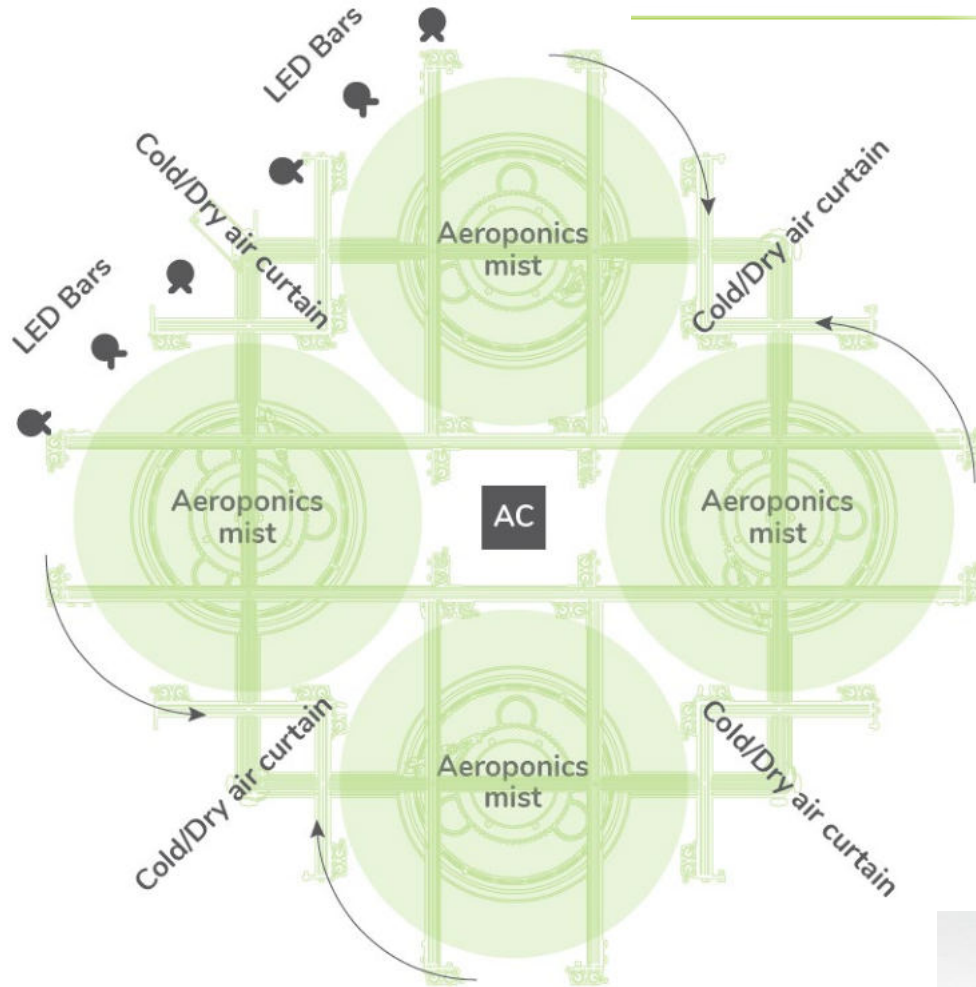 LED Bars
Cold/Dry air curtain
Aeroponics
mist
Cold/Dry air curtain
LED Bars
Aeroponics
mist
AC
Aeroponics
mist
Cold/Dry air curtain
Aeroponics
mist
Cold/Dry air curtain